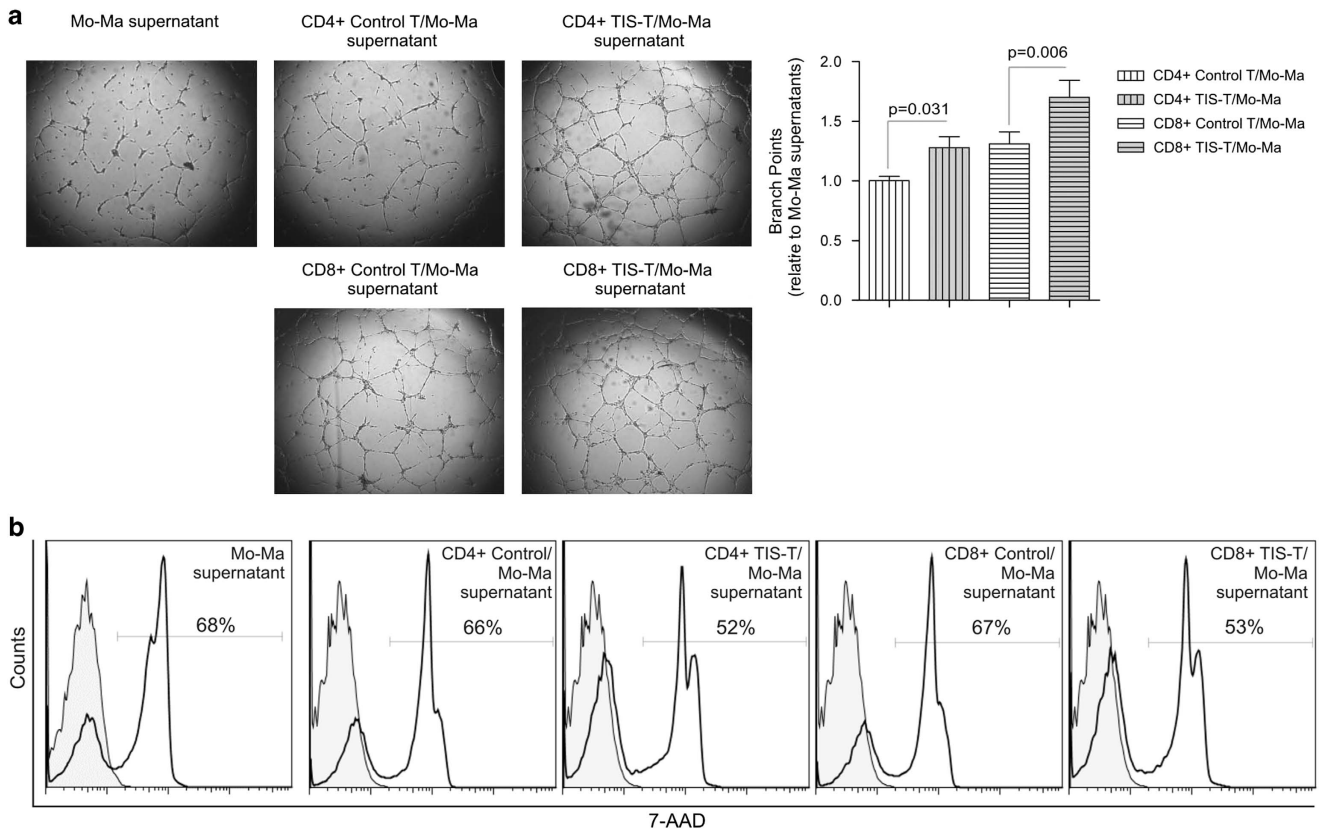 a
Mo-Ma supernatant
CD4+ Control T/Mo-Ma
supernatant
CD4+ TIS-T/Mo-Ma
supernatant
CD8+ Control T/Mo-Ma
supernatant
CD8+ TIS-T/Mo-Ma
supernatant
Branch Points
(relatire to Mo-Ma supernatants)
2.0
1.5
1.0
0.5
0.0
p=0.031
p=0.006
CD4+ Control T/Mo-Ma
CD4+ TIS-T/Mo-Ma
CD8+ Control T/Mo-Ma
CD8+ TIS-T/Mo-Ma
b
Counts
Mo-Ma
supernatant
68%
CD4+ Control/
Mo-Ma
supernatant
66%
CD4+ TIS-T/
Mo-Ma
supernatant
52%
CD8+ Control/
Mo-Ma
supernatant
67%
CD8+ TIS-T/
Mo-Ma
supernatant
53%
7-AAD